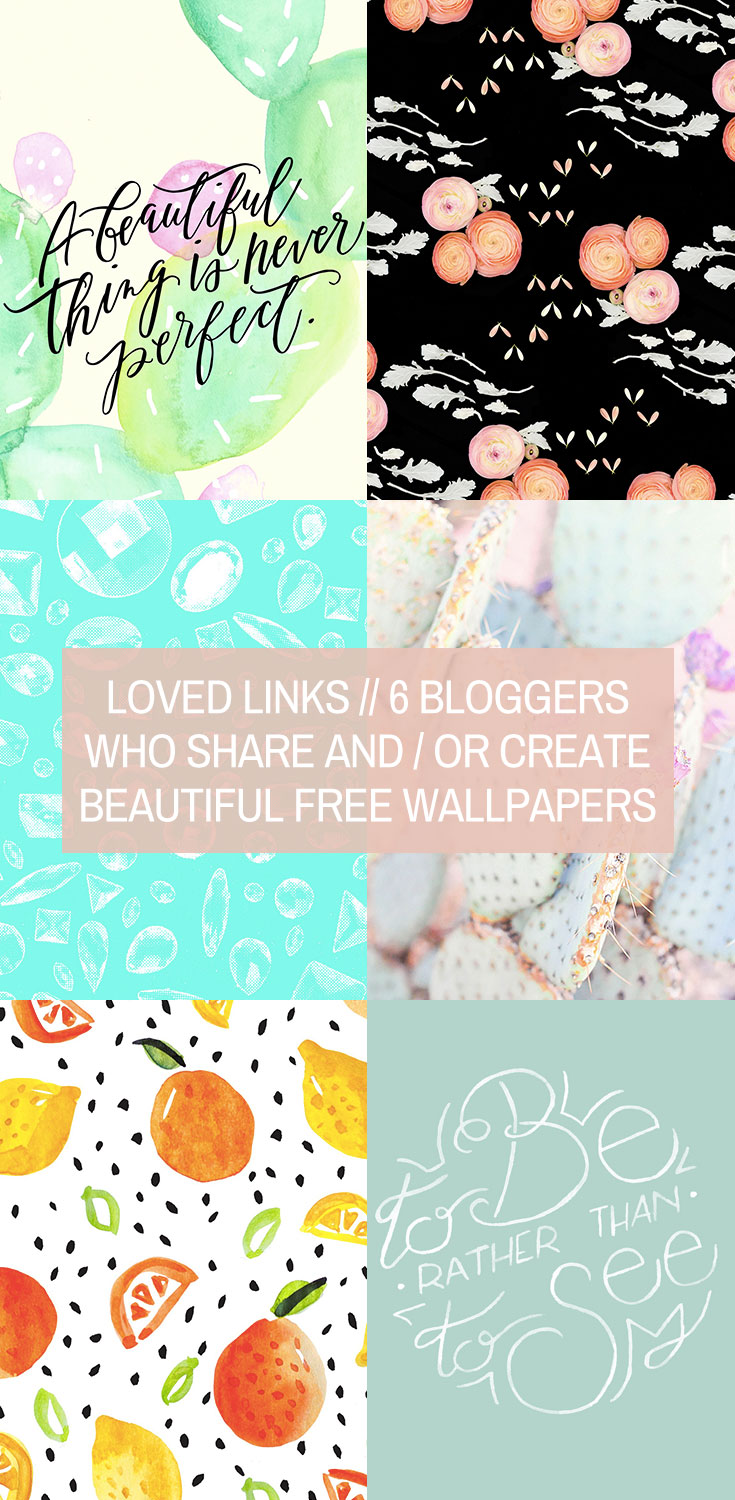 A beautiful
thing is never
perfect.
LOVED LINKS // 6 BLOGGERS
WHO SHARE AND / OR CREATE
BEAUTIFUL FREE WALLPAPERS
to Be
RATHER THAN
to See